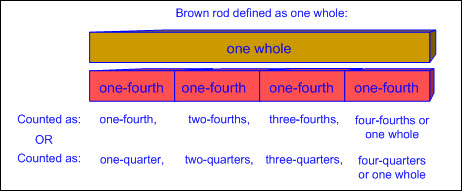 Brown rod defined as one whole:
one whole
one-fourth one-fourth one-fourth one-fourth
Counted as: one-fourth, two-fourths, three-fourths, four-fourths or
one whole
OR
Counted as: one-quarter, two-quarters, three-quarters, four-quarters
or one whole